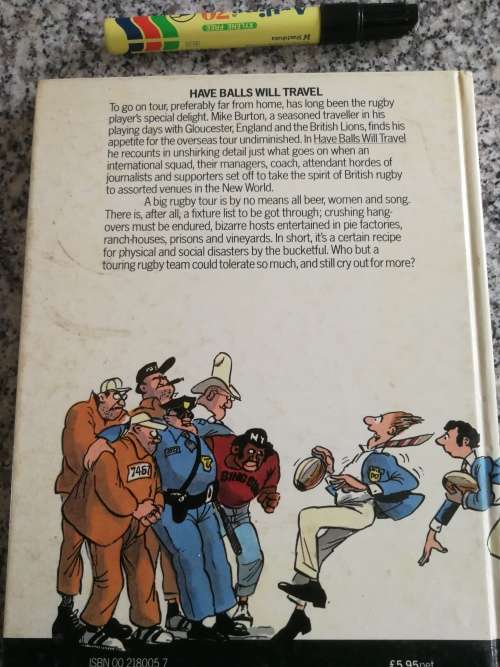 20
XYLENE FREE
HAVE BALLS WILL TRAVEL
To go on tour, preferably far from home, has long been the rugby
player's special delight. Mike Burton, a seasoned traveller in his
playing days with Gloucester, England and the British Lions, finds his
appetite for the overseas tour undiminished. In Have Balls Will Travel
he recounts in unshirking detail just what goes on when an
international squad, their managers, coach, attendant hordes of
journalists and supporters set off to take the spirit of British rugby
to assorted venues in the New World.
A big rugby tour is by no means all beer, women and song.
There is, after all, a fixture list to be got through; crushing hang-
overs must be endured, bizarre hosts entertained in pie factories,
ranch-houses, prisons and vineyards. In short, it's a certain recipe
for physical and social disasters by the bucketful. Who but a
touring rugby team could tolerate so much, and still cry out for more?
NY
SING SI
ISBN 00 218005 7
£5.95 net